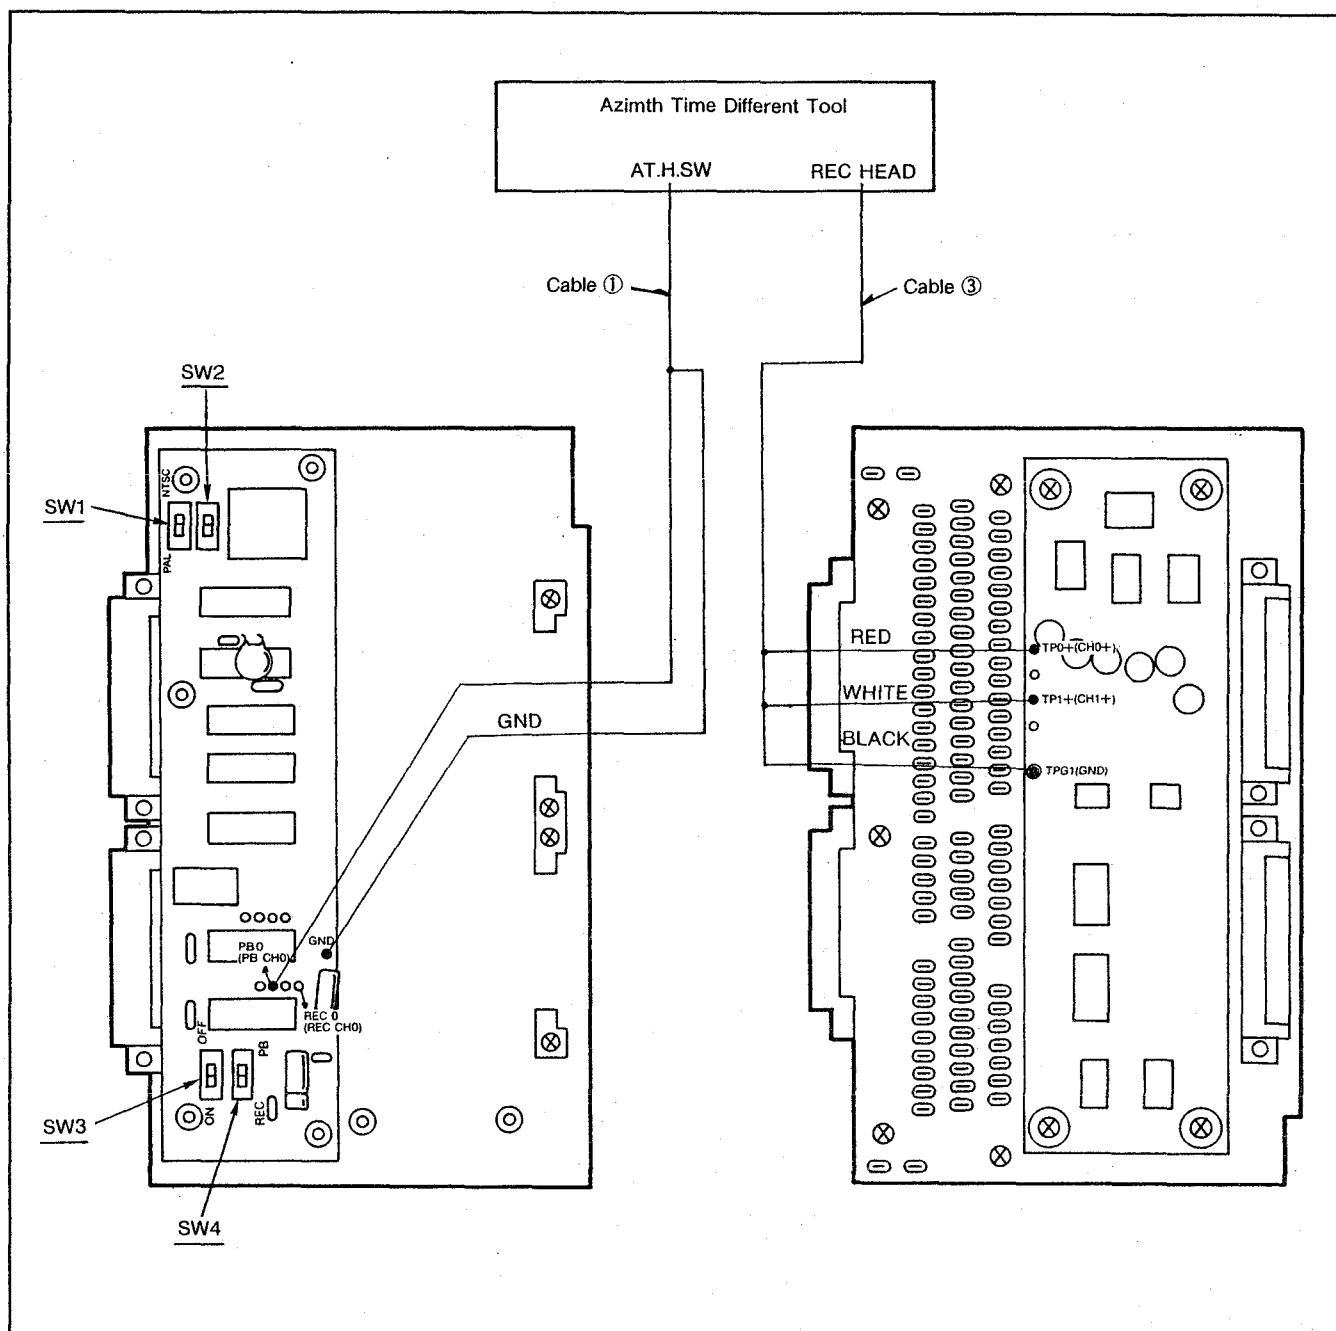 Azimth Time Different Tool
AT.H.SW
REC HEAD
Cable ①
Cable ③
SW2
SW1
NTSC
PAL
RED
WHITE
BLACK
GND
TP0+(CH0+)
TP1+(CH1+)
TPG1(GND)
PB0
(PB CH0)
GND
REC 0
(REC CH0)
OFF
PB
ON
REC
SW3
SW4